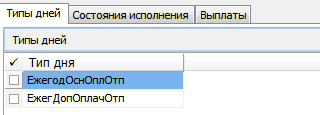 Типы дней Состояния исполнения Выплаты
Типы дней
✓ Тип дня
ЕжегодОснОплОтп
ЕжегДопОплачОтп